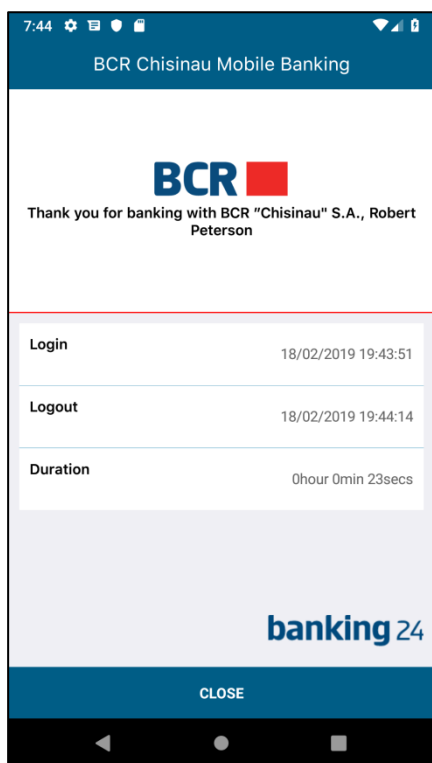 7:44
BCR Chisinau Mobile Banking
BCR
Thank you for banking with BCR "Chisinau" S.A., Robert
Peterson
Login
18/02/2019 19:43:51
Logout
18/02/2019 19:44:14
Duration
0hour 0min 23secs
banking 24
CLOSE